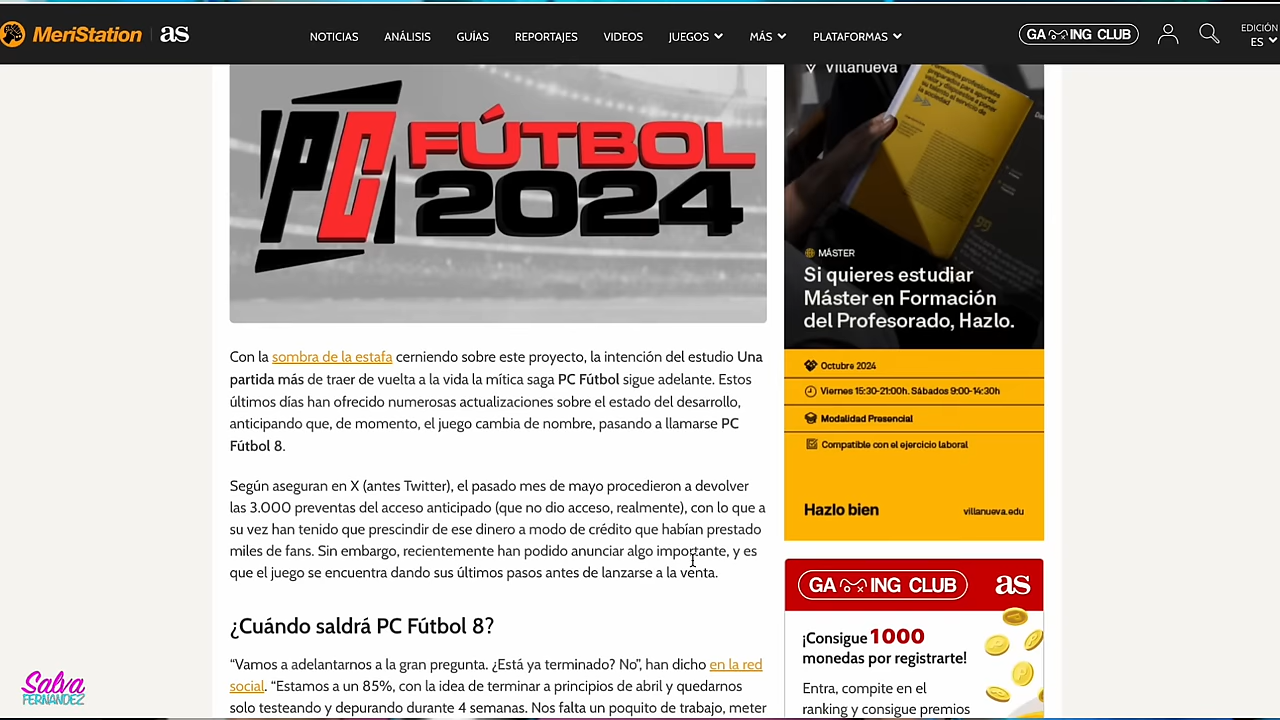 MeriStation as
NOTICIAS ANÁLISIS GUÍAS REPORTAJES VIDEOS JUEGOS MÁS PLATAFORMAS
GAMING CLUB
EDICIÓN
ES
PC FÚTBOL
2024
Con la sombra de la estafa cerniendo sobre este proyecto, la intención del estudio Una
partida más de traer de vuelta a la vida la mítica saga PC Fútbol sigue adelante. Estos
últimos días han ofrecido numerosas actualizaciones sobre el estado del desarrollo,
anticipando que, de momento, el juego cambia de nombre, pasando a llamarse PC
Fútbol 8.
Según aseguran en X (antes Twitter), el pasado mes de mayo procedieron a devolver
las 3.000 preventas del acceso anticipado (que no dio acceso, realmente), con lo que a
su vez han tenido que prescindir de ese dinero a modo de crédito que habían prestado
miles de fans. Sin embargo, recientemente han podido anunciar algo importante, y es
que el juego se encuentra dando sus últimos pasos antes de lanzarse a la venta.
¿Cuándo saldrá PC Fútbol 8?
“Vamos a adelantarnos a la gran pregunta. ¿Está ya terminado? No”, han dicho en la red
social. “Estamos a un 85%, con la idea de terminar a principios de abril y quedarnos
solo testeando y depurando durante 4 semanas. Nos falta un poquito de trabajo, meter
Villanueva
MÁSTER
Si quieres estudiar
Máster en Formación
del Profesorado, Hazlo.
Octubre 2024
Viernes 15:30-21:00h. Sábados 9:00-14:30h
Modalidad Presencial
Compatible con el ejercicio laboral
Hazlo bien
villanueva.edu
GAMING CLUB as
¡Consigue 1000
monedas por registrarte!
Entra, compite en el
ranking y consigue premios
Salva
FERNANDEZ